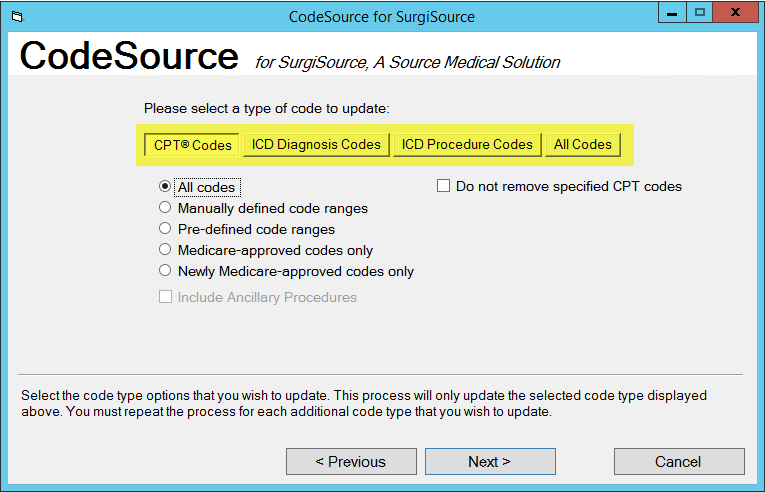 CodeSource for SurgiSource
CodeSource for SurgiSource, A Source Medical Solution
Please select a type of code to update:
CPT® Codes ICD Diagnosis Codes ICD Procedure Codes All Codes
All codes Do not remove specified CPT codes
Manually defined code ranges
Pre-defined code ranges
Medicare-approved codes only
Newly Medicare-approved codes only
Include Ancillary Procedures
Select the code type options that you wish to update. This process will only update the selected code type displayed
above. You must repeat the process for each additional code type that you wish to update.
< Previous Next > Cancel